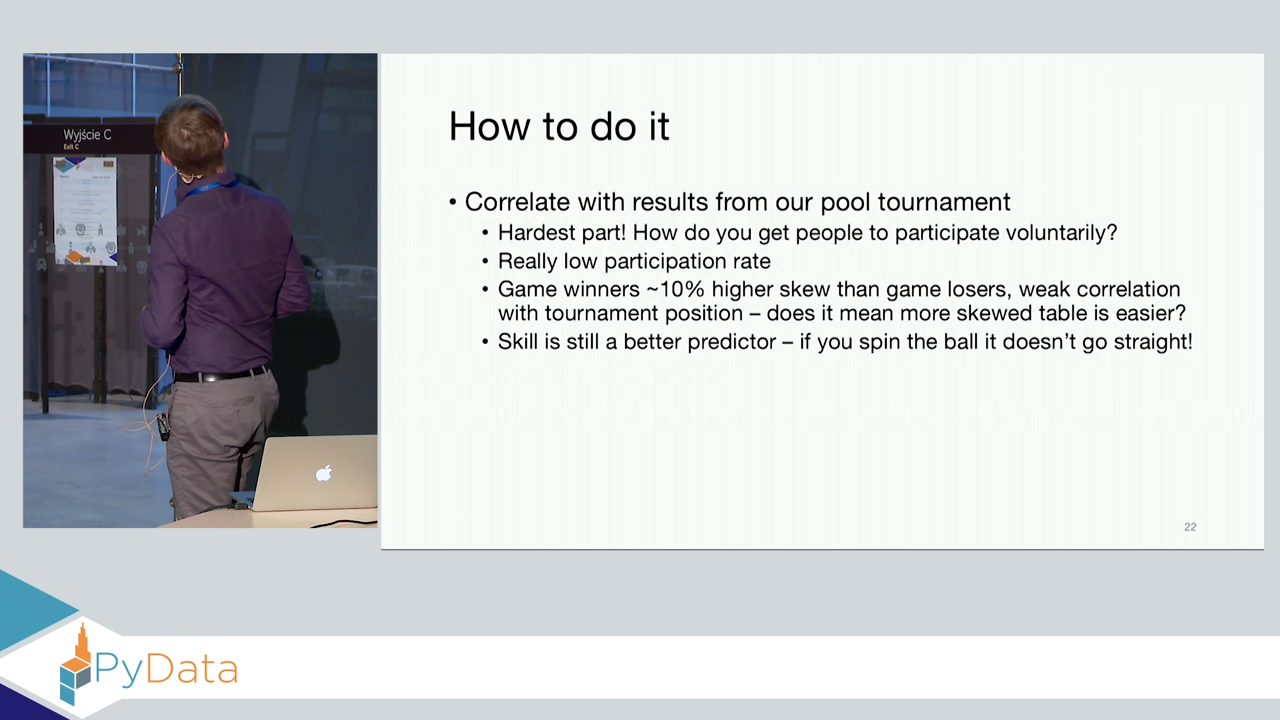 Wyjście C
Exit C
How to do it
• Correlate with results from our pool tournament
• Hardest part! How do you get people to participate voluntarily?
• Really low participation rate
• Game winners ~10% higher skew than game losers, weak correlation
with tournament position – does it mean more skewed table is easier?
• Skill is still a better predictor – if you spin the ball it doesn't go straight!
22
PyData